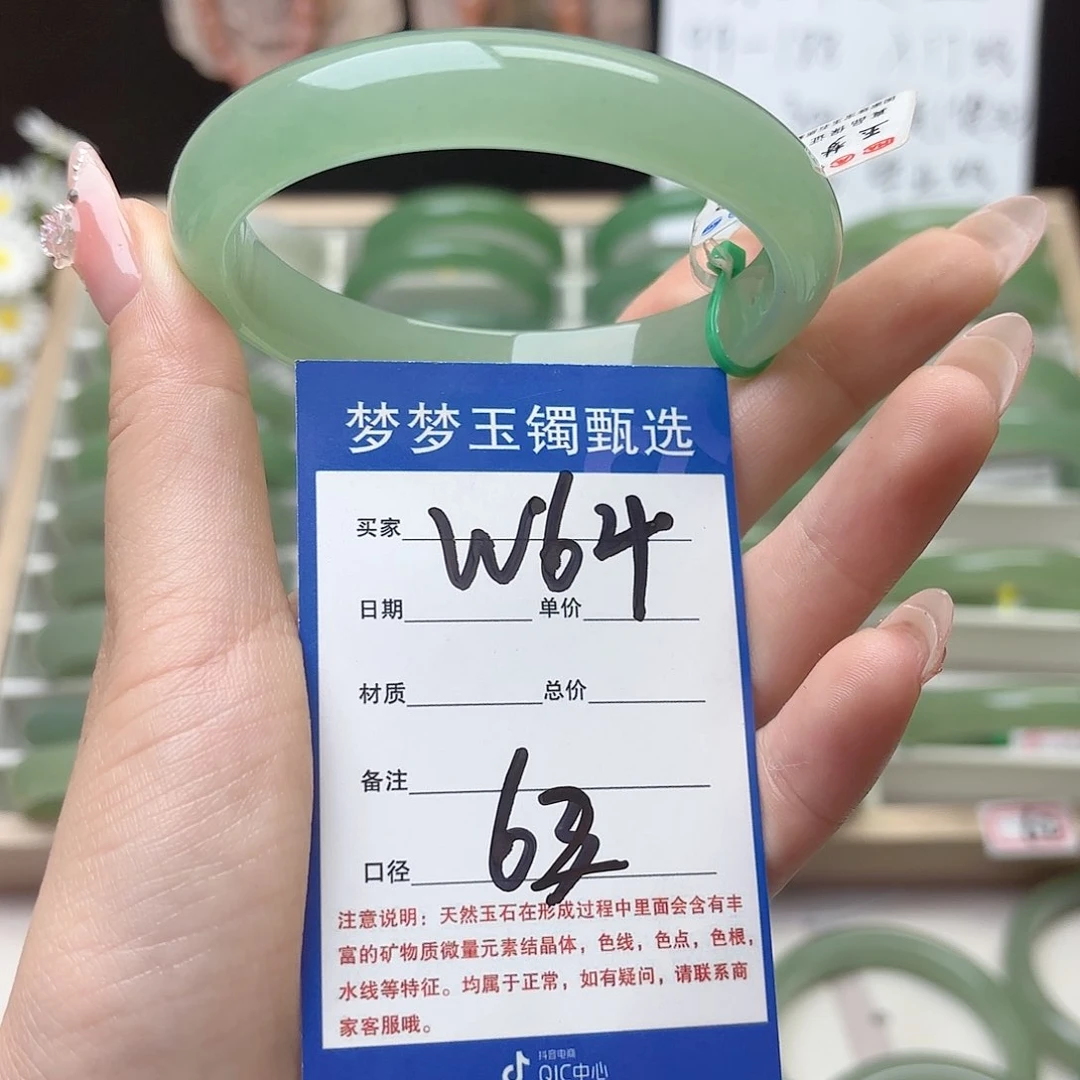 梦梦玉镯甄选
买家 W64
日期 单价
材质 总价
备注
口径
注意说明：天然玉石在形成过程中里面会含有丰
富的矿物质微量元素结晶体，色线，色点，色根，
水线等特征。均属于正常，如有疑问，请联系商
家客服哦。
抖音电商
QIC中心